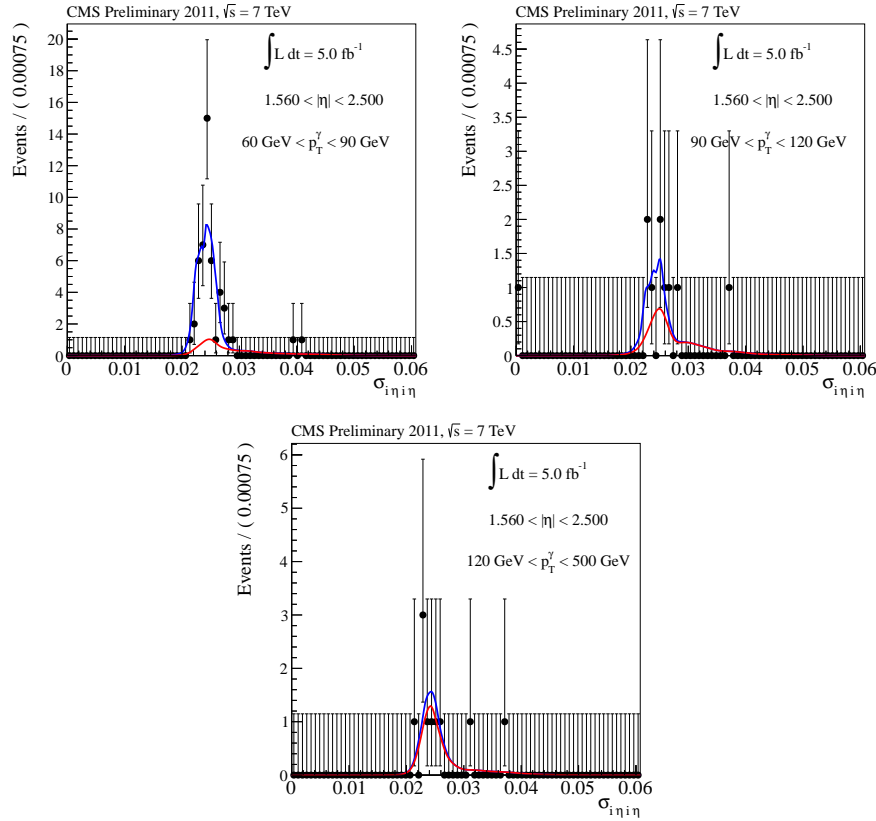 CMS Preliminary 2011, √s = 7 TeV
Events / ( 0.00075 )
20
18
16
14
12
10
8
6
4
2
0
∫L dt = 5.0 fb⁻¹
1.560 < |η| < 2.500
60 GeV < p_T^γ < 90 GeV
0 0.01 0.02 0.03 0.04 0.05 0.06
σ_iηiη
CMS Preliminary 2011, √s = 7 TeV
Events / ( 0.00075 )
4.5
4
3.5
3
2.5
2
1.5
1
0.5
0
∫L dt = 5.0 fb⁻¹
1.560 < |η| < 2.500
90 GeV < p_T^γ < 120 GeV
0 0.01 0.02 0.03 0.04 0.05 0.06
σ_iηiη
CMS Preliminary 2011, √s = 7 TeV
Events / ( 0.00075 )
6
5
4
3
2
1
0
∫L dt = 5.0 fb⁻¹
1.560 < |η| < 2.500
120 GeV < p_T^γ < 500 GeV
0 0.01 0.02 0.03 0.04 0.05 0.06
σ_iηiη